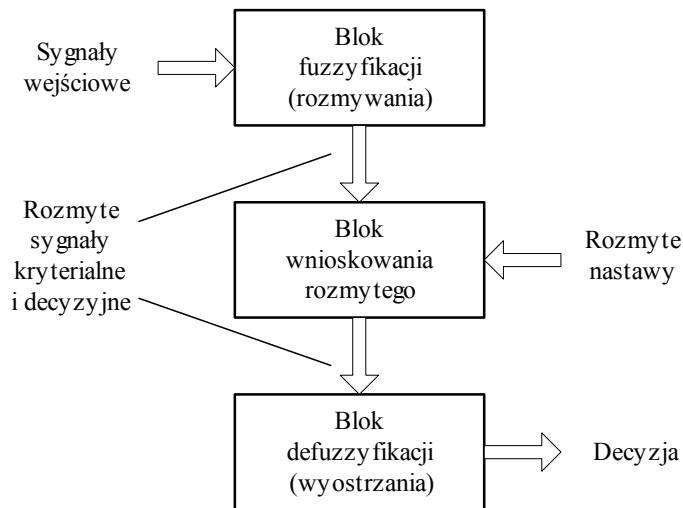 Sygnały
wejściowe
Blok
fuzzyfikacji
(rozmywania)
Rozmyte
sygnały
kryterialne
i decyzyjne
Blok
wnioskowania
rozmytego
Rozmyte
nastawy
Blok
defuzzyfikacji
(wyostrzania)
Decyzja